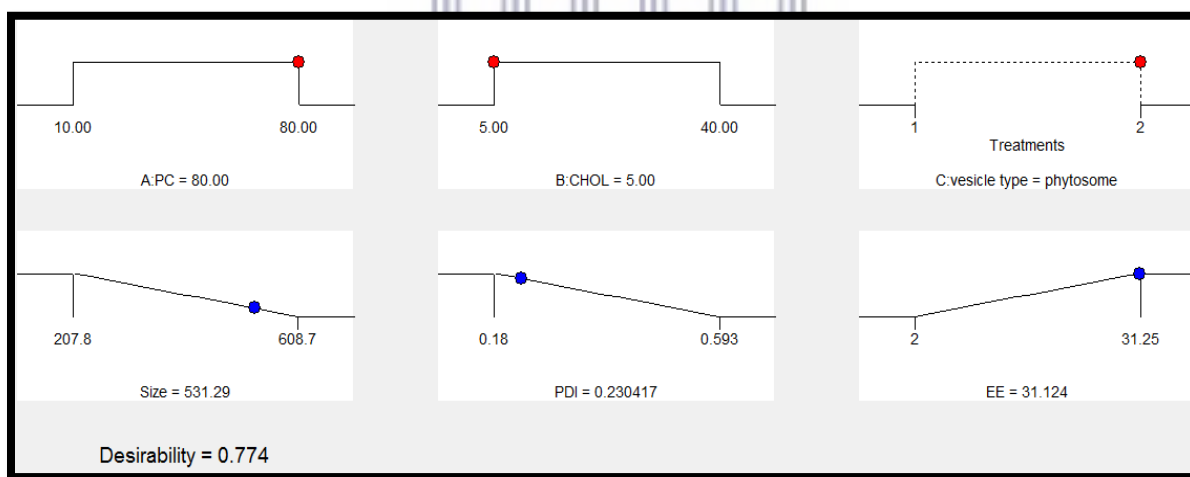 10.00 80.00
A:PC = 80.00
5.00 40.00
B:CHOL = 5.00
1 2
Treatments
C:vesicle type = phytosome
207.8 608.7
Size = 531.29
0.18 0.593
PDI = 0.230417
2 31.25
EE = 31.124
Desirability = 0.774